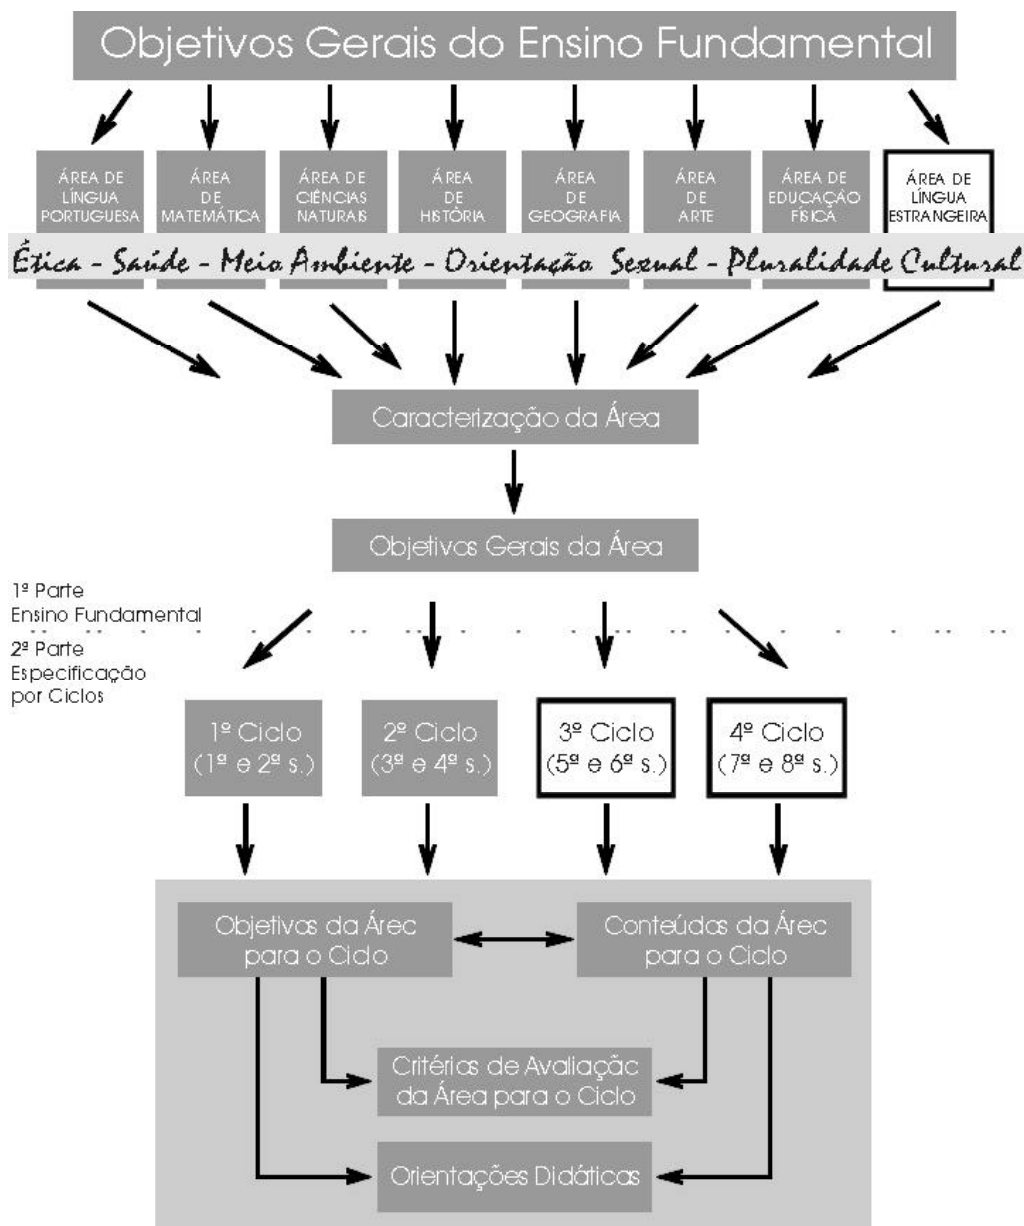 Objetivos Gerais do Ensino Fundamental
ÁREA DE
LÍNGUA
PORTUGUESA
ÁREA
DE
MATEMÁTICA
ÁREA DE
CIÊNCIAS
NATURAIS
ÁREA
DE
HISTÓRIA
ÁREA
DE
GEOGRAFIA
ÁREA
DE
ARTE
ÁREA DE
EDUCAÇÃO
FÍSICA
ÁREA DE
LÍNGUA
ESTRANGEIRA
Ética - Saúde - Meio Ambiente - Orientação Sexual - Pluralidade Cultural
Caracterização da Área
Objetivos Gerais da Área
1ª Parte
Ensino Fundamental
2ª Parte
Especificação
por Ciclos
1º Ciclo
(1ª e 2ª s.)
2º Ciclo
(3ª e 4ª s.)
3º Ciclo
(5ª e 6ª s.)
4º Ciclo
(7ª e 8ª s.)
Objetivos da Área
para o Ciclo
Conteúdos da Área
para o Ciclo
Critérios de Avaliação
da Área para o Ciclo
Orientações Didáticas